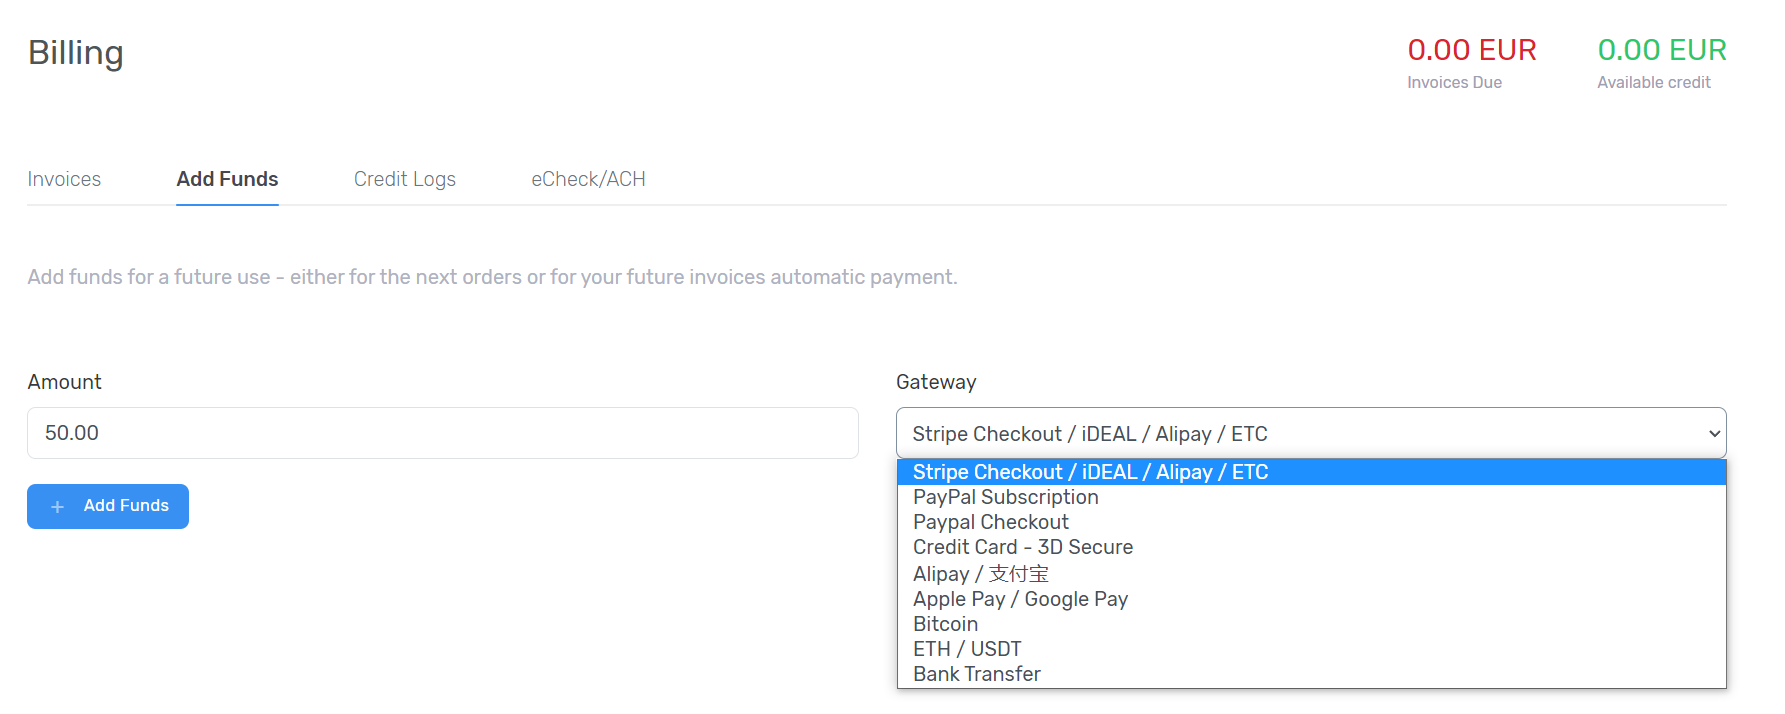 Billing
0.00 EUR
Invoices Due
0.00 EUR
Available credit
Invoices
Add Funds
Credit Logs
eCheck/ACH
Add funds for a future use - either for the next orders or for your future invoices automatic payment.
Amount
50.00
+ Add Funds
Gateway
Stripe Checkout / iDEAL / Alipay / ETC
Stripe Checkout / iDEAL / Alipay / ETC
PayPal Subscription
Paypal Checkout
Credit Card - 3D Secure
Alipay / 支付宝
Apple Pay / Google Pay
Bitcoin
ETH / USDT
Bank Transfer